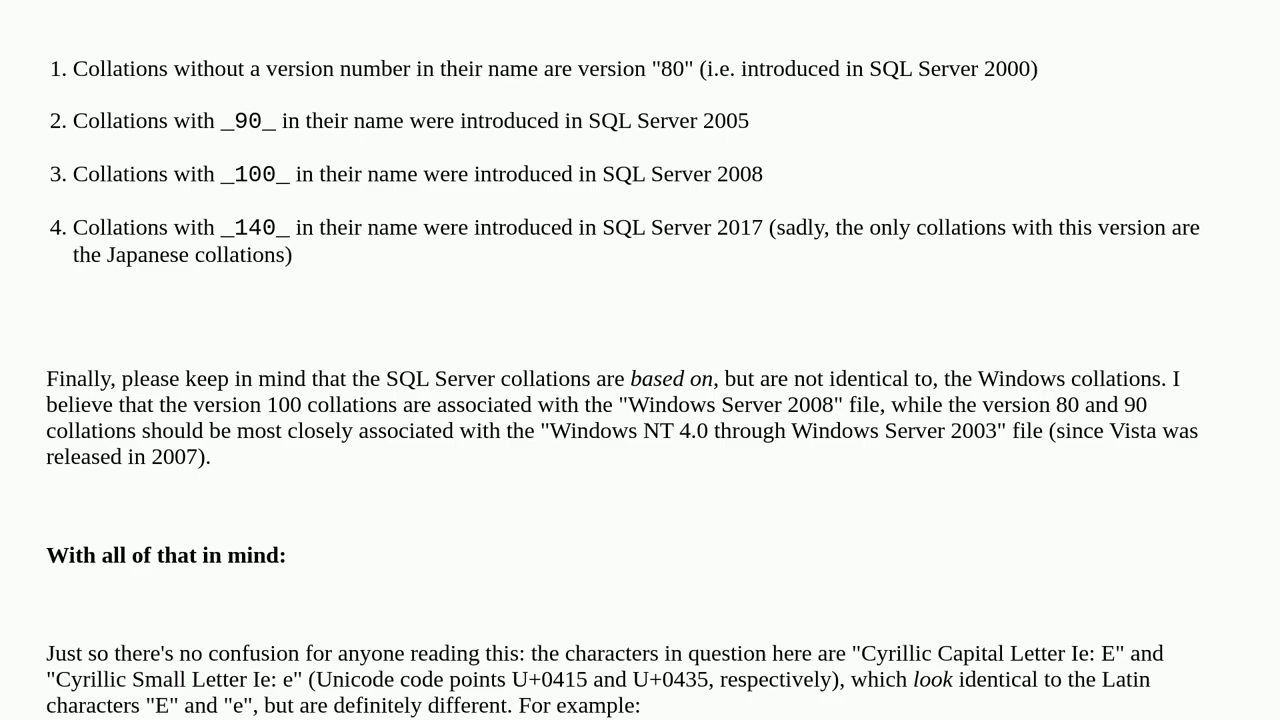 1. Collations without a version number in their name are version "80" (i.e. introduced in SQL Server 2000)
2. Collations with _90_ in their name were introduced in SQL Server 2005
3. Collations with _100_ in their name were introduced in SQL Server 2008
4. Collations with _140_ in their name were introduced in SQL Server 2017 (sadly, the only collations with this version are
the Japanese collations)
Finally, please keep in mind that the SQL Server collations are based on, but are not identical to, the Windows collations. I
believe that the version 100 collations are associated with the "Windows Server 2008" file, while the version 80 and 90
collations should be most closely associated with the "Windows NT 4.0 through Windows Server 2003" file (since Vista was
released in 2007).
With all of that in mind:
Just so there's no confusion for anyone reading this: the characters in question here are "Cyrillic Capital Letter Ie: Е" and
"Cyrillic Small Letter Ie: е" (Unicode code points U+0415 and U+0435, respectively), which look identical to the Latin
characters "E" and "e", but are definitely different. For example: